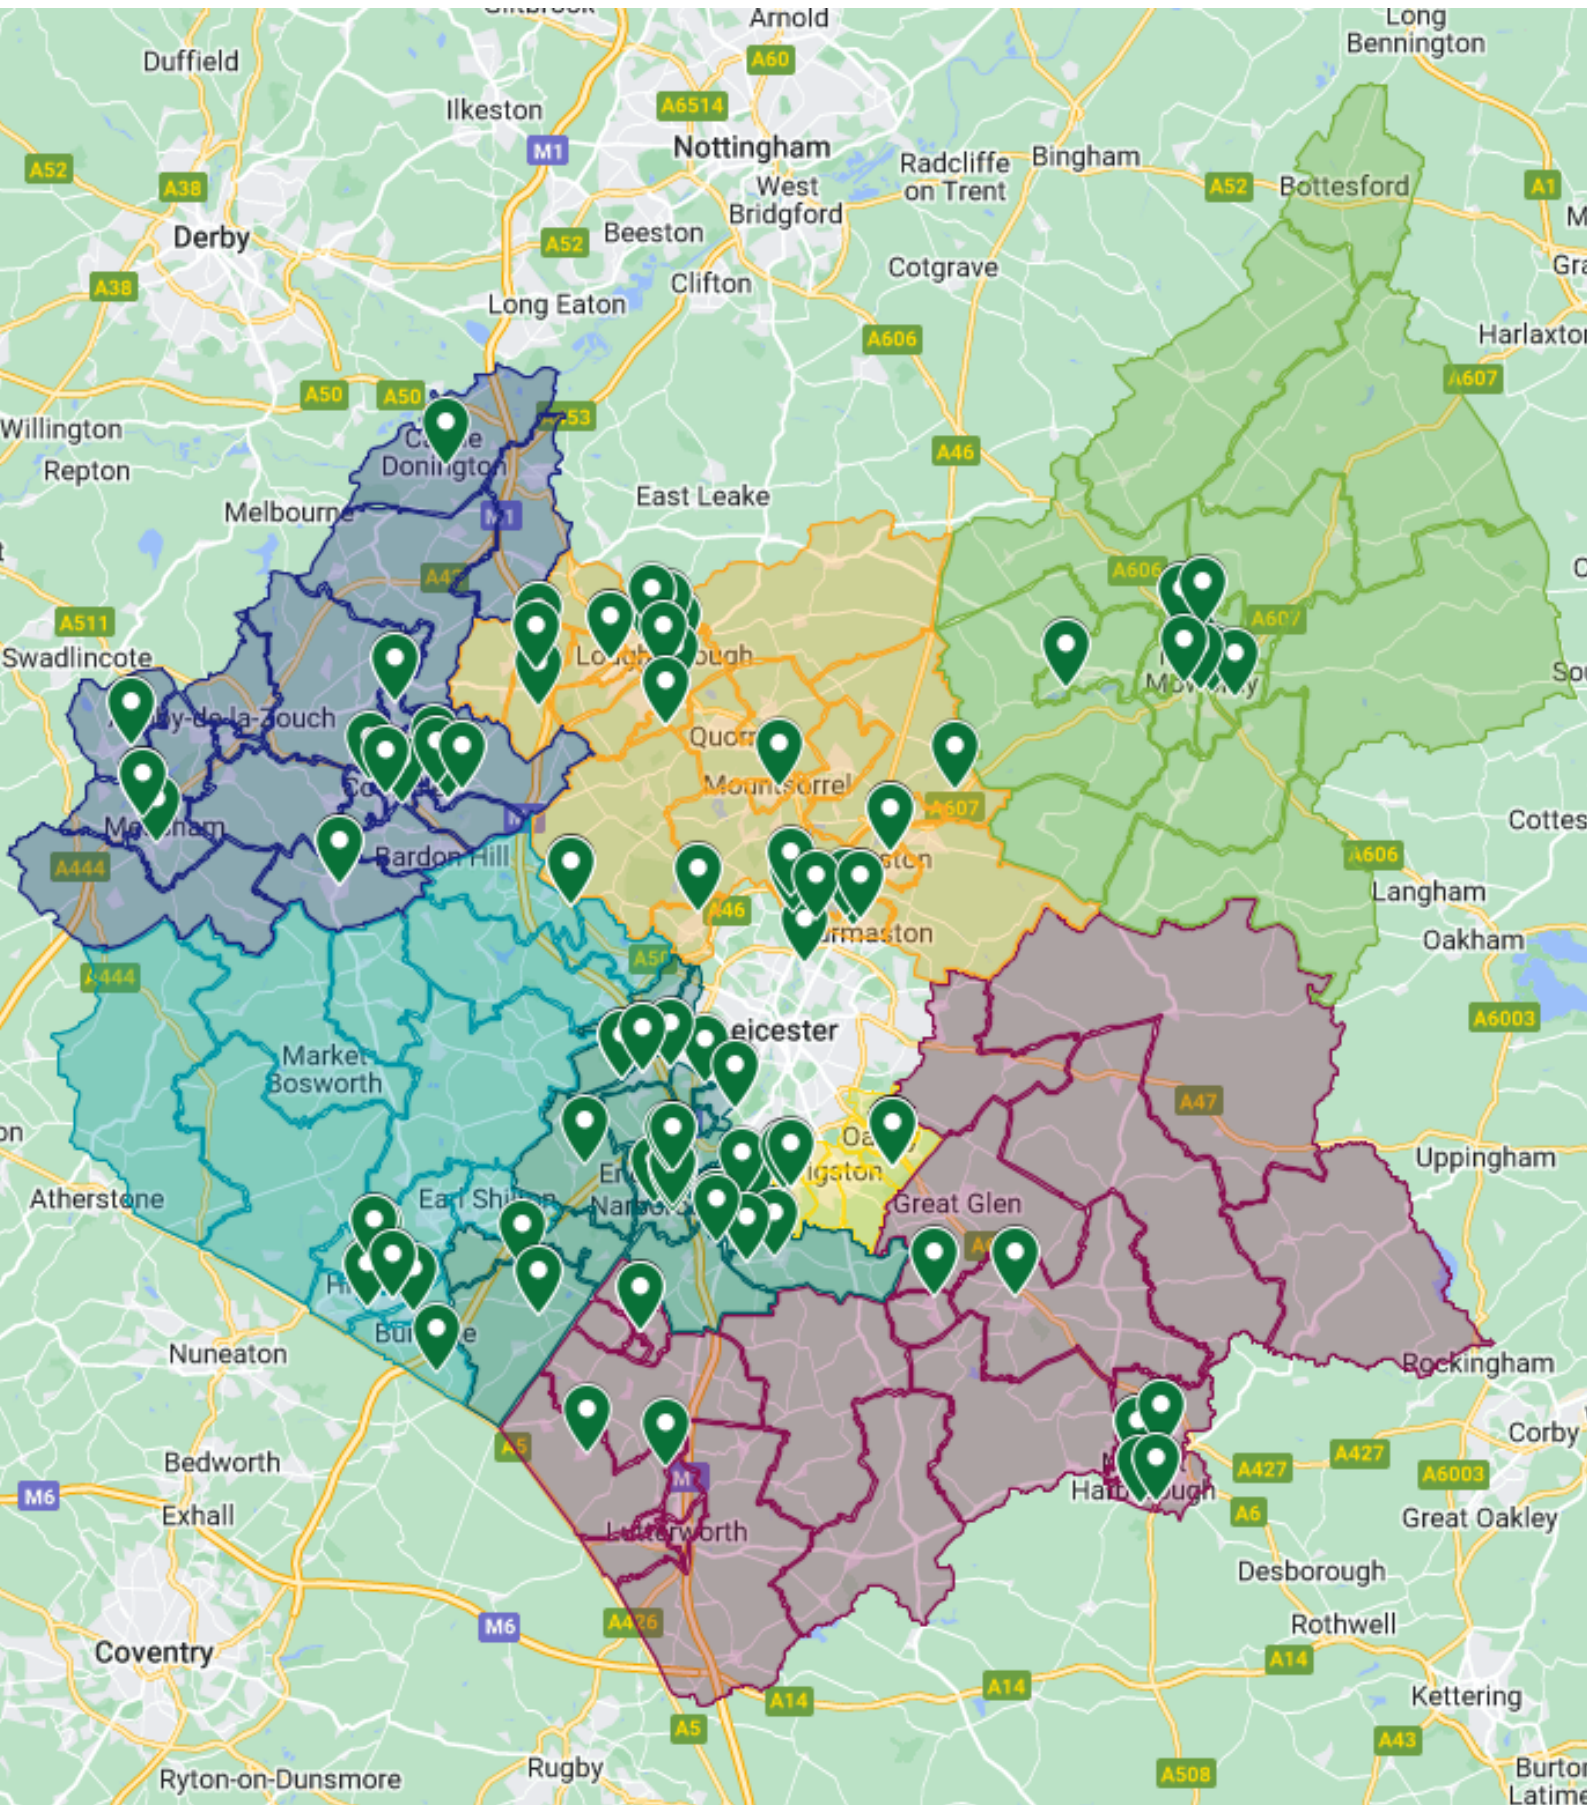 Arnold
Long
Bennington
Duffield
A60
Ilkeston
A6514
M1
Nottingham
Radcliffe
on Trent
Bingham
A52
A38
West
Bridgford
A52
Bottesford
A1
Derby
A52
Beeston
Cotgrave
A38
Clifton
Long Eaton
A606
Harlaxton
A607
A50
A50
Willington
Donington
Repton
A46
East Leake
Melbourne
M1
A606
A607
A511
Swadlincote
Mountsorrel
A607
Bardon Hill
A444
A606
Cottes
Langham
A46
Oakham
A444
A6003
eicester
Market
Bosworth
A47
Uppingham
Atherstone
Great Glen
Nuneaton
Rockingham
Corby
A5
Bedworth
M6
A427
A427
A6003
Exhall
A6
Great Oakley
Lutterworth
Desborough
M6
A426
Rothwell
Coventry
A14
A14
A14
Kettering
A5
A43
Rugby
A508
Ryton-on-Dunsmore